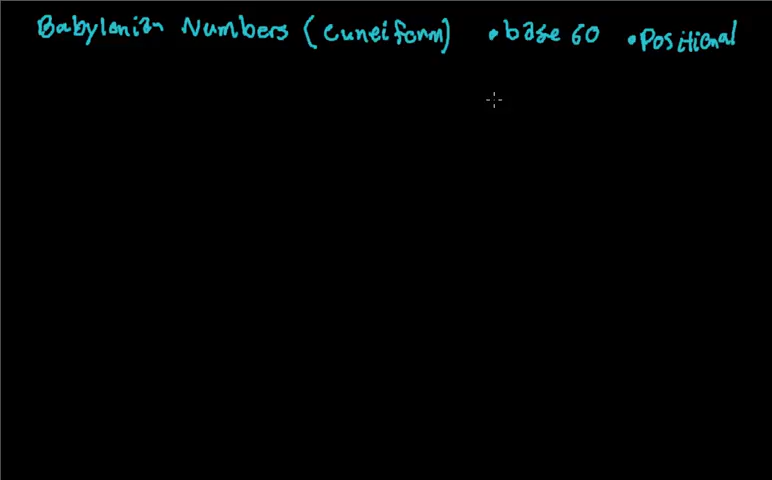 Babylonian Numbers (cuneiform) • base 60 • Positional